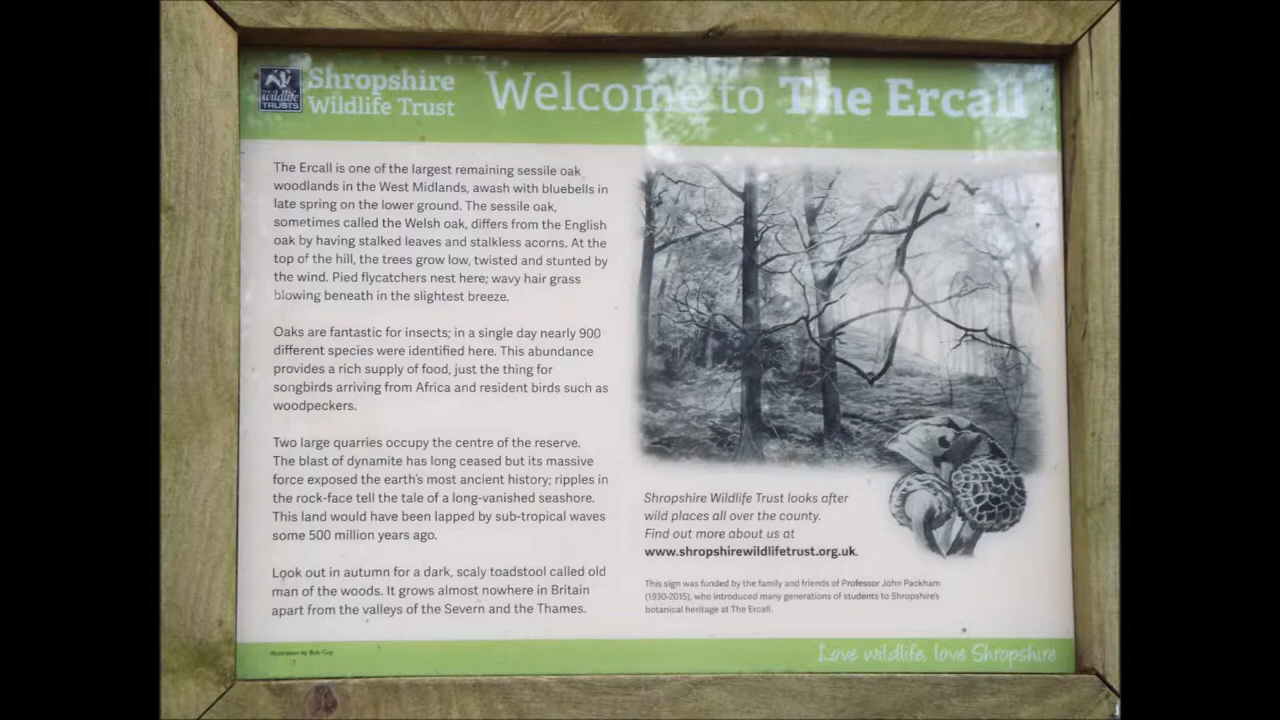 Shropshire
Wildlife Trust
wildlife
TRUSTS
Welcome to The Ercall
The Ercall is one of the largest remaining sessile oak
woodlands in the West Midlands, awash with bluebells in
late spring on the lower ground. The sessile oak,
sometimes called the Welsh oak, differs from the English
oak by having stalked leaves and stalkless acorns. At the
top of the hill, the trees grow low, twisted and stunted by
the wind. Pied flycatchers nest here; wavy hair grass
blowing beneath in the slightest breeze.
Oaks are fantastic for insects; in a single day nearly 900
different species were identified here. This abundance
provides a rich supply of food, just the thing for
songbirds arriving from Africa and resident birds such as
woodpeckers.
Two large quarries occupy the centre of the reserve.
The blast of dynamite has long ceased but its massive
force exposed the earth's most ancient history; ripples in
the rock-face tell the tale of a long-vanished seashore.
This land would have been lapped by sub-tropical waves
some 500 million years ago.
Look out in autumn for a dark, scaly toadstool called old
man of the woods. It grows almost nowhere in Britain
apart from the valleys of the Severn and the Thames.
Shropshire Wildlife Trust looks after
wild places all over the county.
Find out more about us at
www.shropshirewildlifetrust.org.uk.
This sign was funded by the family and friends of Professor John Packham
(1930-2015), who introduced many generations of students to Shropshire's
botanical heritage at The Ercall.
Illustration by Bob Guy
Love wildlife, love Shropshire